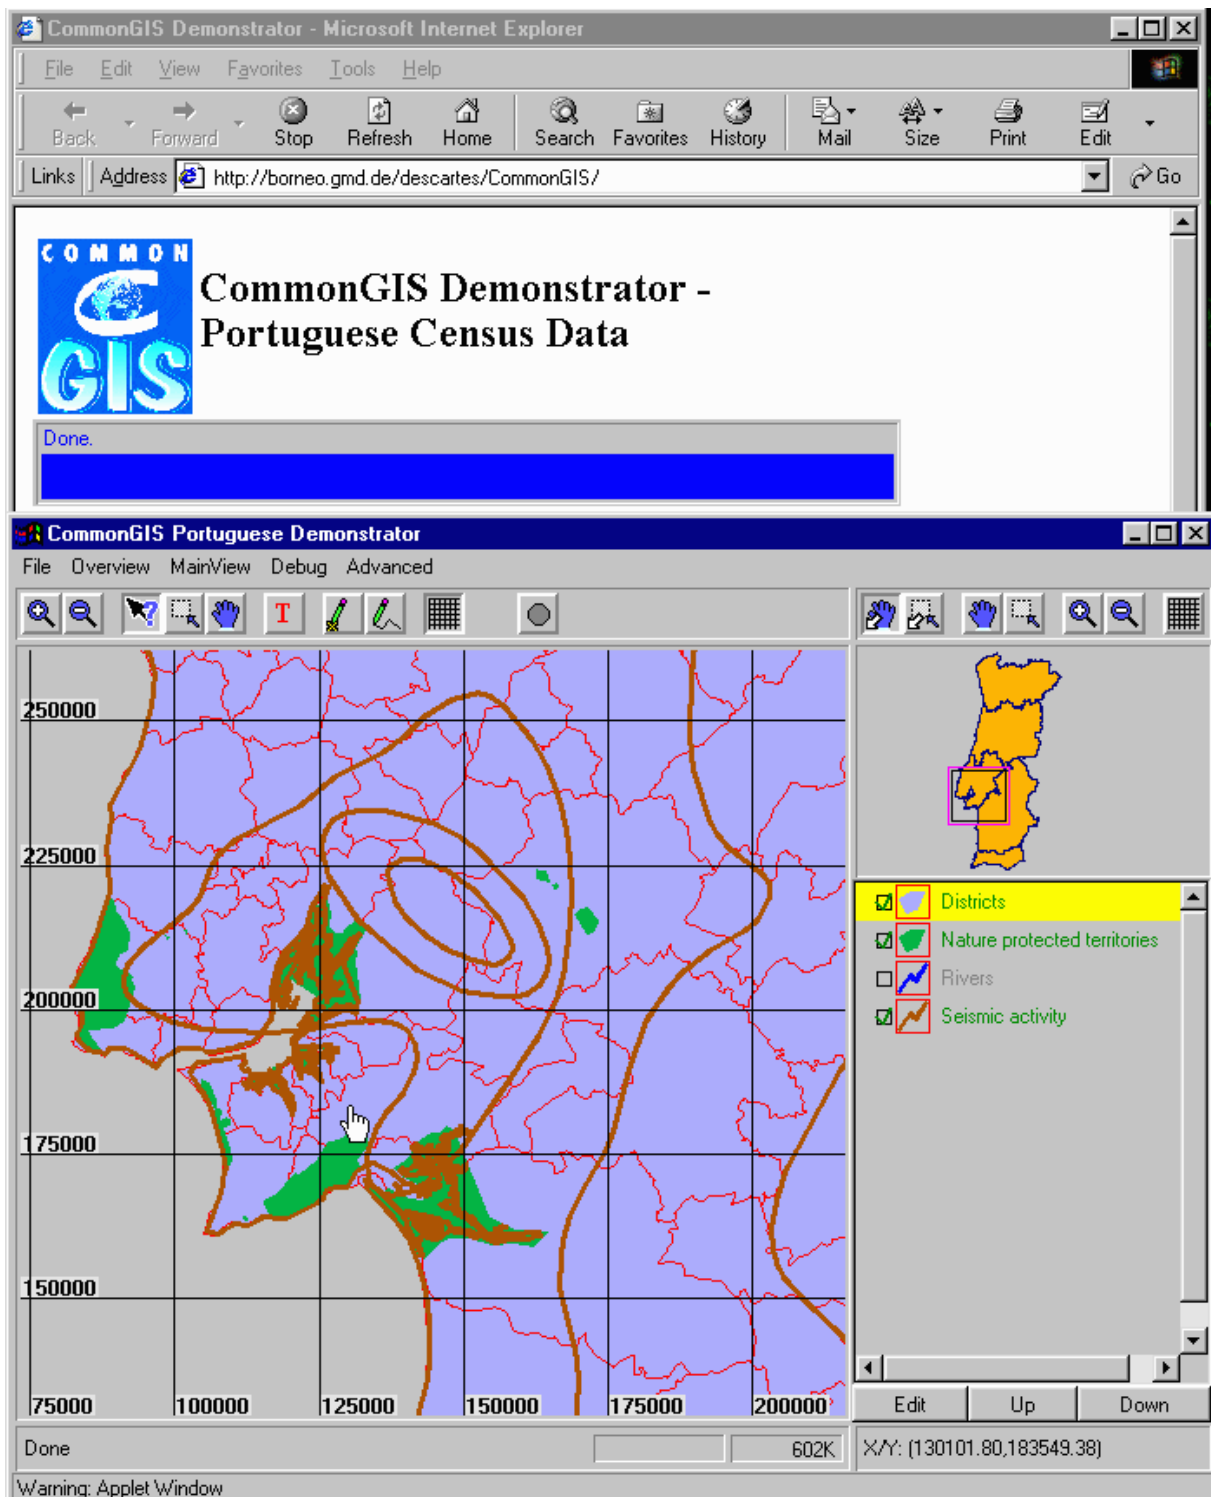 CommonGIS Demonstrator - Microsoft Internet Explorer
File Edit View Favorites Tools Help
Back Forward Stop Refresh Home Search Favorites History Mail Size Print Edit
Links Address http://borneo.gmd.de/descartes/CommonGIS/ Go
COMMON
GIS
CommonGIS Demonstrator -
Portuguese Census Data
Done.
CommonGIS Portuguese Demonstrator
File Overview MainView Debug Advanced
T
250000
225000
200000
175000
150000
75000 100000 125000 150000 175000 200000
Districts
Nature protected territories
Rivers
Seismic activity
Edit Up Down
Done 602K X/Y: (130101.80,183549.38)
Warning: Applet Window